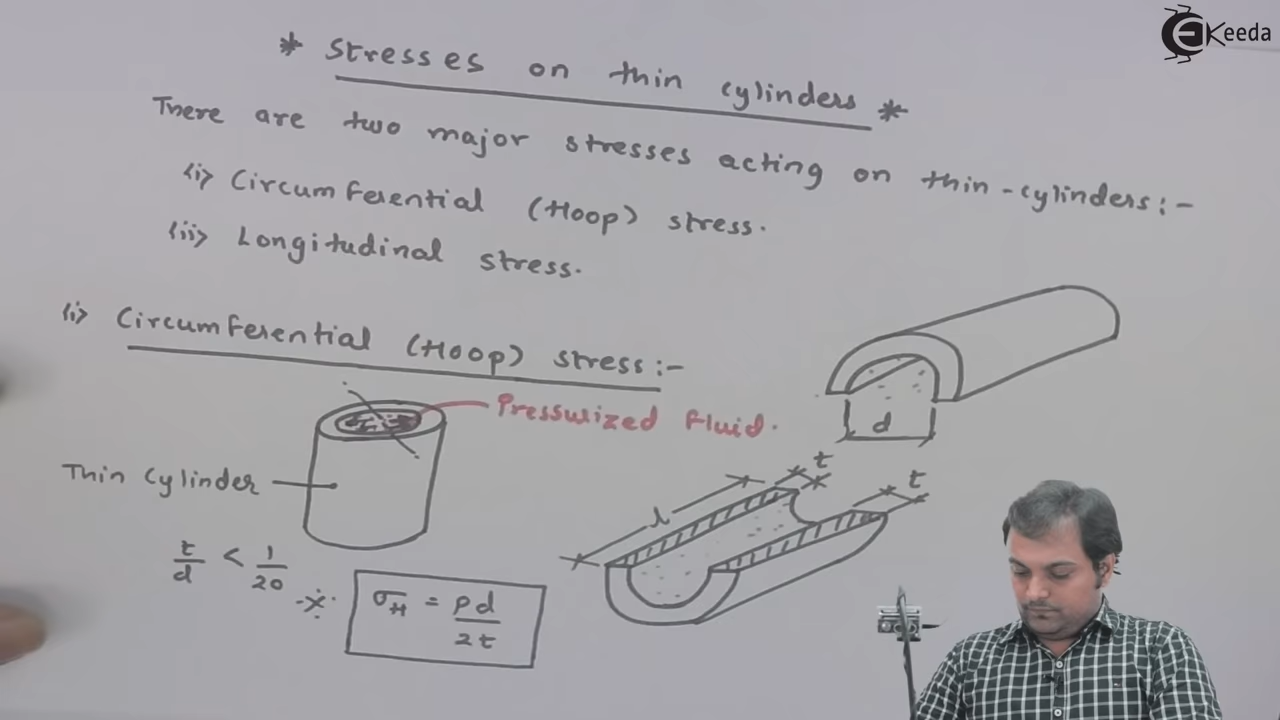 EKeeda
* Stresses on thin cylinders *
There are two major stresses acting on thin-cylinders:-
(i) Circumferential (Hoop) stress.
(ii) Longitudinal stress.
(i) Circumferential (Hoop) stress:-
Pressurized Fluid.
d
Thin Cylinder
t
t
l
t/d < 1/20
σH = Pd/2t